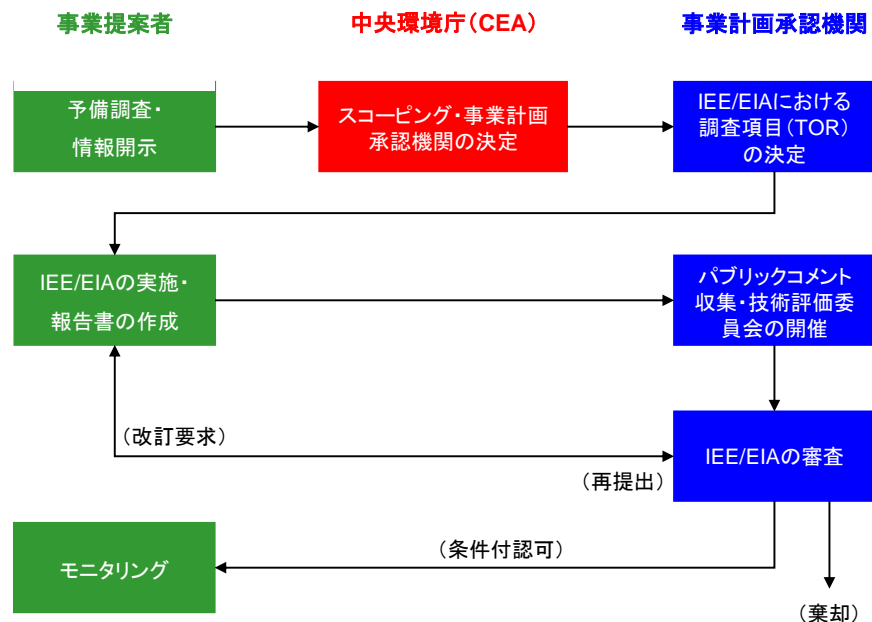 事業提案者
中央環境庁（CEA）
事業計画承認機関
予備調査・
情報開示
スコーピング・事業計画
承認機関の決定
IEE/EIAにおける
調査項目（TOR）
の決定
IEE/EIAの実施・
報告書の作成
パブリックコメント
収集・技術評価委
員会の開催
（改訂要求）
IEE/EIAの審査
（再提出）
（条件付認可）
モニタリング
（棄却）